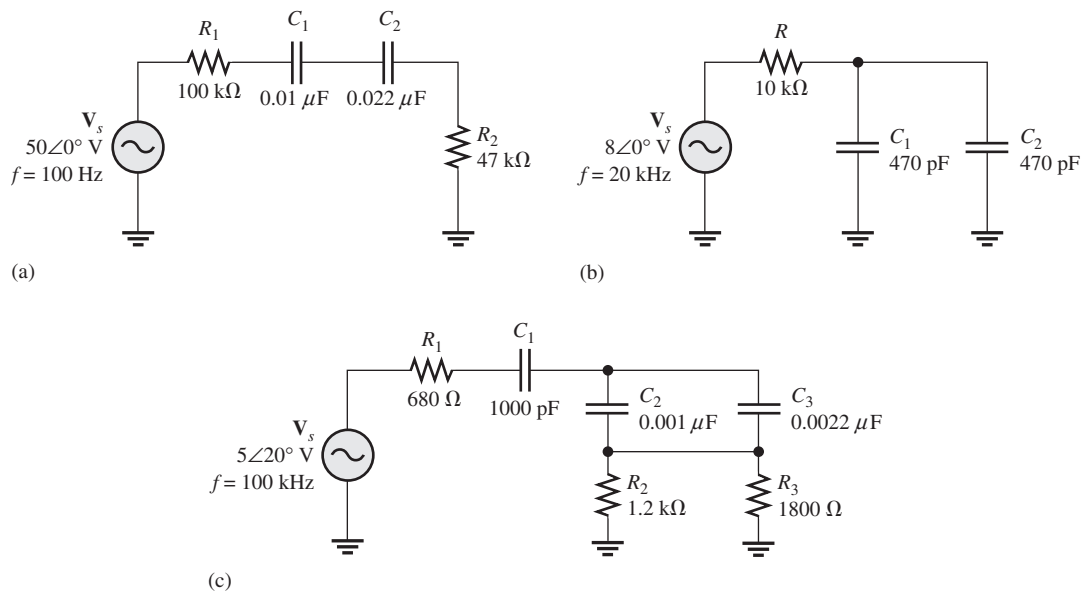 R₁
100 kΩ
C₁
0.01 μF
C₂
0.022 μF
R₂
47 kΩ
Vₛ
50∠0° V
f = 100 Hz
(a)
R
10 kΩ
Vₛ
8∠0° V
f = 20 kHz
C₁
470 pF
C₂
470 pF
(b)
R₁
680 Ω
C₁
1000 pF
C₂
0.001 μF
C₃
0.0022 μF
Vₛ
5∠20° V
f = 100 kHz
R₂
1.2 kΩ
R₃
1800 Ω
(c)